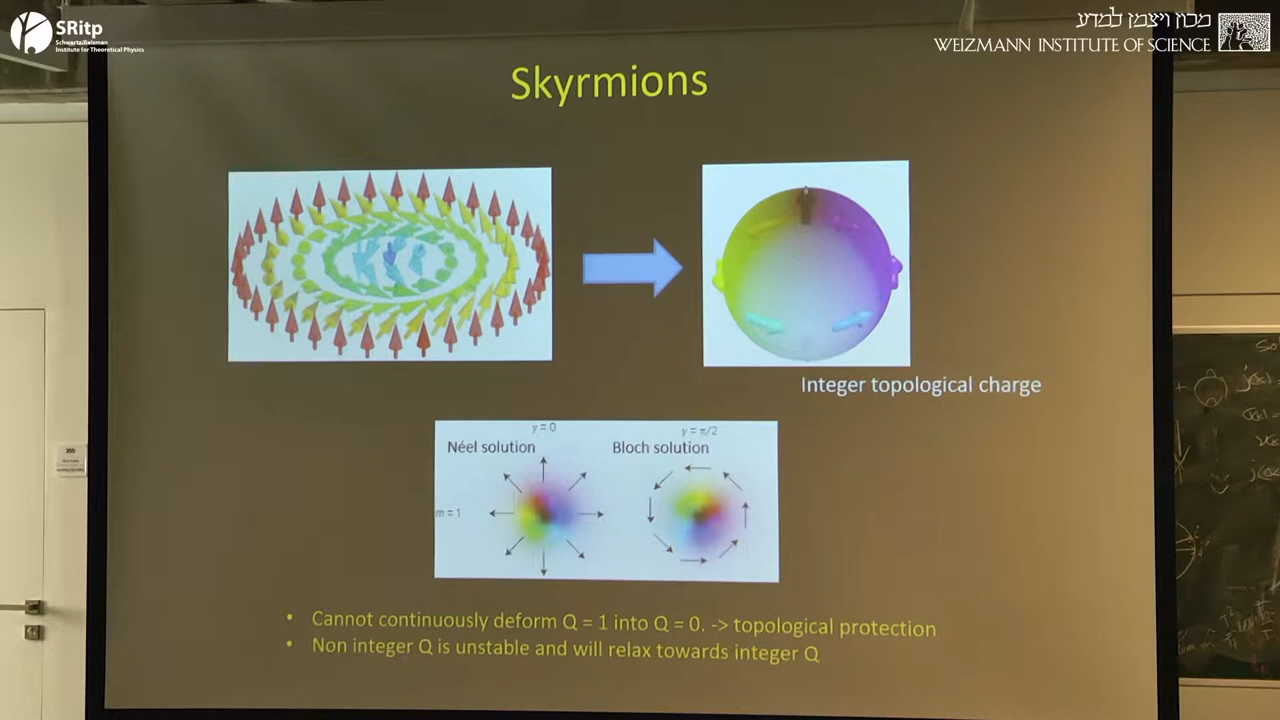 SRitp
Schwartz/Reisman
Institute for Theoretical Physics
מכון ויצמן למדע
WEIZMANN INSTITUTE OF SCIENCE
Skyrmions
Integer topological charge
γ = 0
γ = π/2
Néel solution
Bloch solution
m = 1
• Cannot continuously deform Q = 1 into Q = 0. -> topological protection
• Non integer Q is unstable and will relax towards integer Q
355